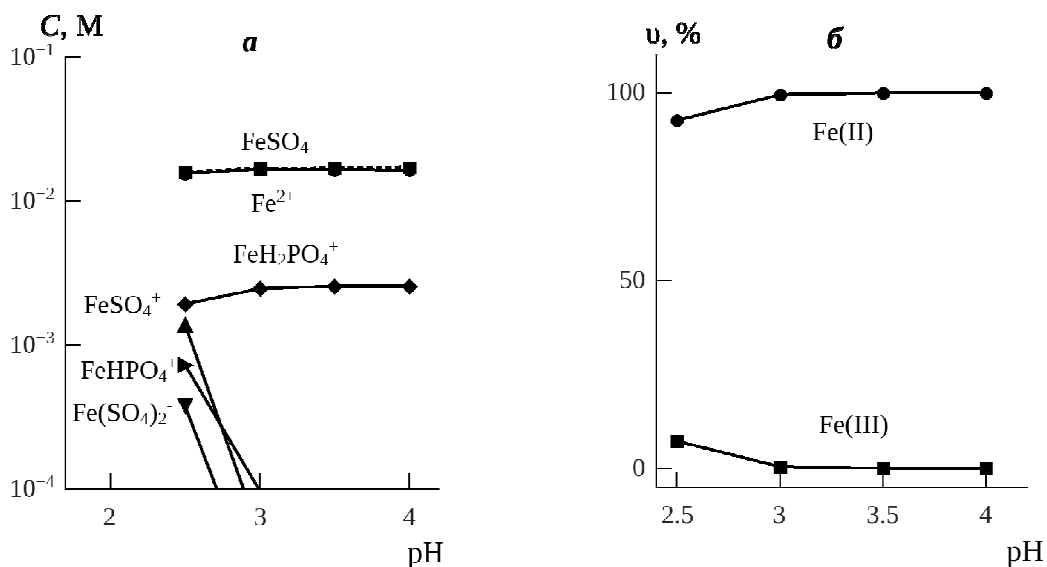 C, M
а
10⁻¹
FeSO₄
10⁻²
Fe²⁺
FeH₂PO₄⁺
FeSO₄⁺
10⁻³
FeHPO₄⁺
Fe(SO₄)₂⁻
10⁻⁴
2 3 4
pH
υ, %
б
100
Fe(II)
50
Fe(III)
0
2.5 3 3.5 4
pH